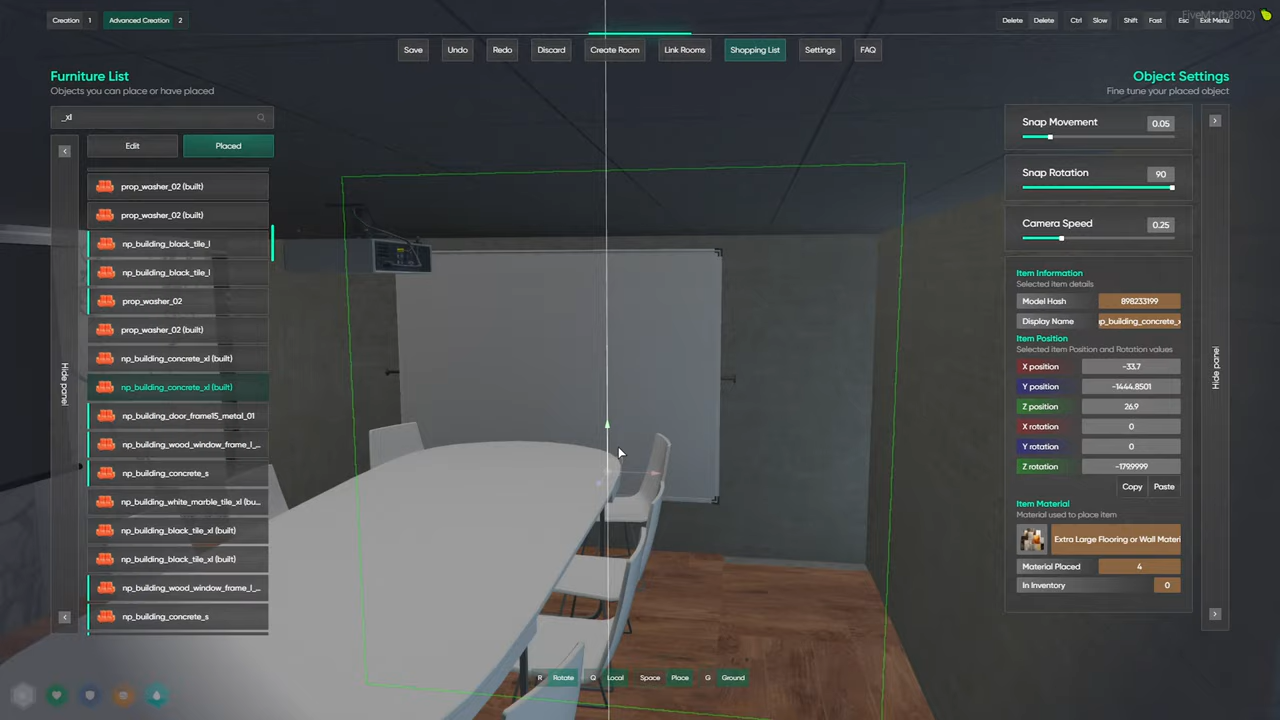 Creation 1 Advanced Creation 2
FiveM* (b2802)
Delete Delete Ctrl Slow Shift Fast Esc Exit Menu
Save Undo Redo Discard Create Room Link Rooms Shopping List Settings FAQ
Furniture List
Objects you can place or have placed
_xl
Edit Placed
prop_washer_02 (built)
prop_washer_02 (built)
np_building_black_tile_l
np_building_black_tile_l
prop_washer_02
prop_washer_02 (built)
np_building_concrete_xl (built)
np_building_concrete_xl (built)
np_building_door_frame15_metal_01
np_building_wood_window_frame_l_...
np_building_concrete_s
np_building_white_marble_tile_xl (bu...
np_building_black_tile_xl (built)
np_building_black_tile_xl (built)
np_building_wood_window_frame_l_...
np_building_concrete_s
Hide panel
Object Settings
Fine tune your placed object
Snap Movement 0.05
Snap Rotation 90
Camera Speed 0.25
Item Information
Selected item details
Model Hash 898233199
Display Name p_building_concrete_x
Item Position
Selected item Position and Rotation values
X position -33.7
Y position -1444.8501
Z position 26.9
X rotation 0
Y rotation 0
Z rotation -179.9999
Copy Paste
Item Material
Material used to place item
Extra Large Flooring or Wall Materi
Material Placed 4
In Inventory 0
Hide panel
R Rotate Q Local Space Place G Ground